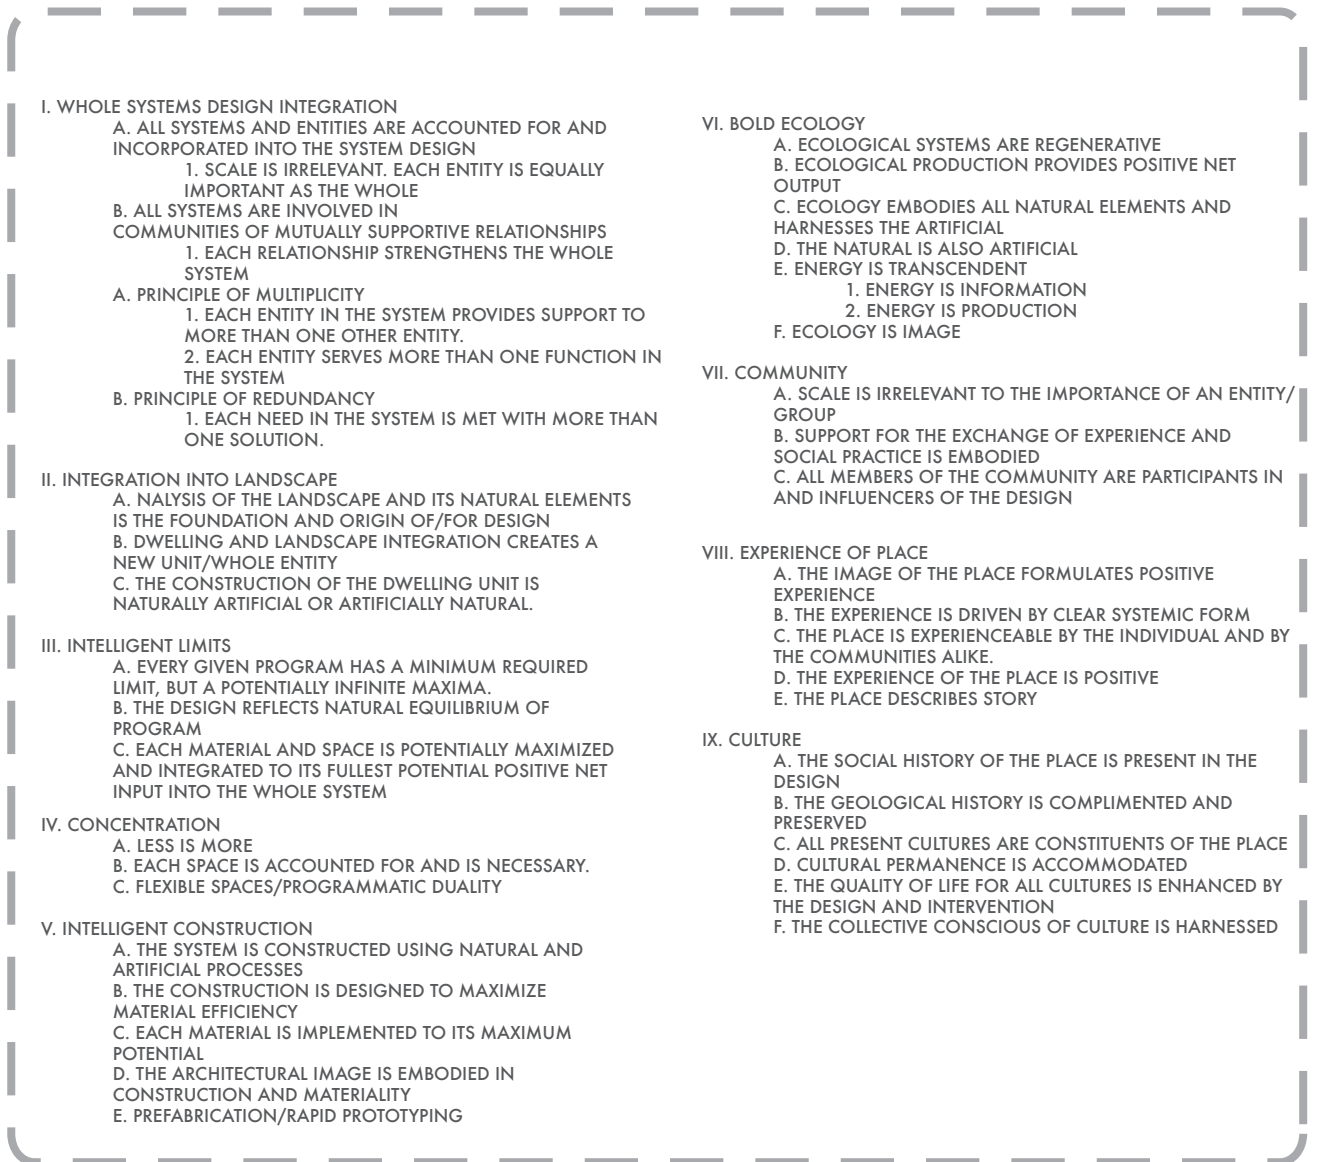 I. WHOLE SYSTEMS DESIGN INTEGRATION
A. ALL SYSTEMS AND ENTITIES ARE ACCOUNTED FOR AND
INCORPORATED INTO THE SYSTEM DESIGN
1. SCALE IS IRRELEVANT. EACH ENTITY IS EQUALLY
IMPORTANT AS THE WHOLE
B. ALL SYSTEMS ARE INVOLVED IN
COMMUNITIES OF MUTUALLY SUPPORTIVE RELATIONSHIPS
1. EACH RELATIONSHIP STRENGTHENS THE WHOLE
SYSTEM
A. PRINCIPLE OF MULTIPLICITY
1. EACH ENTITY IN THE SYSTEM PROVIDES SUPPORT TO
MORE THAN ONE OTHER ENTITY.
2. EACH ENTITY SERVES MORE THAN ONE FUNCTION IN
THE SYSTEM
B. PRINCIPLE OF REDUNDANCY
1. EACH NEED IN THE SYSTEM IS MET WITH MORE THAN
ONE SOLUTION.
II. INTEGRATION INTO LANDSCAPE
A. NALYSIS OF THE LANDSCAPE AND ITS NATURAL ELEMENTS
IS THE FOUNDATION AND ORIGIN OF/FOR DESIGN
B. DWELLING AND LANDSCAPE INTEGRATION CREATES A
NEW UNIT/WHOLE ENTITY
C. THE CONSTRUCTION OF THE DWELLING UNIT IS
NATURALLY ARTIFICIAL OR ARTIFICIALLY NATURAL.
III. INTELLIGENT LIMITS
A. EVERY GIVEN PROGRAM HAS A MINIMUM REQUIRED
LIMIT, BUT A POTENTIALLY INFINITE MAXIMA.
B. THE DESIGN REFLECTS NATURAL EQUILIBRIUM OF
PROGRAM
C. EACH MATERIAL AND SPACE IS POTENTIALLY MAXIMIZED
AND INTEGRATED TO ITS FULLEST POTENTIAL POSITIVE NET
INPUT INTO THE WHOLE SYSTEM
IV. CONCENTRATION
A. LESS IS MORE
B. EACH SPACE IS ACCOUNTED FOR AND IS NECESSARY.
C. FLEXIBLE SPACES/PROGRAMMATIC DUALITY
V. INTELLIGENT CONSTRUCTION
A. THE SYSTEM IS CONSTRUCTED USING NATURAL AND
ARTIFICIAL PROCESSES
B. THE CONSTRUCTION IS DESIGNED TO MAXIMIZE
MATERIAL EFFICIENCY
C. EACH MATERIAL IS IMPLEMENTED TO ITS MAXIMUM
POTENTIAL
D. THE ARCHITECTURAL IMAGE IS EMBODIED IN
CONSTRUCTION AND MATERIALITY
E. PREFABRICATION/RAPID PROTOTYPING
VI. BOLD ECOLOGY
A. ECOLOGICAL SYSTEMS ARE REGENERATIVE
B. ECOLOGICAL PRODUCTION PROVIDES POSITIVE NET
OUTPUT
C. ECOLOGY EMBODIES ALL NATURAL ELEMENTS AND
HARNESSES THE ARTIFICIAL
D. THE NATURAL IS ALSO ARTIFICIAL
E. ENERGY IS TRANSCENDENT
1. ENERGY IS INFORMATION
2. ENERGY IS PRODUCTION
F. ECOLOGY IS IMAGE
VII. COMMUNITY
A. SCALE IS IRRELEVANT TO THE IMPORTANCE OF AN ENTITY/
GROUP
B. SUPPORT FOR THE EXCHANGE OF EXPERIENCE AND
SOCIAL PRACTICE IS EMBODIED
C. ALL MEMBERS OF THE COMMUNITY ARE PARTICIPANTS IN
AND INFLUENCERS OF THE DESIGN
VIII. EXPERIENCE OF PLACE
A. THE IMAGE OF THE PLACE FORMULATES POSITIVE
EXPERIENCE
B. THE EXPERIENCE IS DRIVEN BY CLEAR SYSTEMIC FORM
C. THE PLACE IS EXPERIENCEABLE BY THE INDIVIDUAL AND BY
THE COMMUNITIES ALIKE.
D. THE EXPERIENCE OF THE PLACE IS POSITIVE
E. THE PLACE DESCRIBES STORY
IX. CULTURE
A. THE SOCIAL HISTORY OF THE PLACE IS PRESENT IN THE
DESIGN
B. THE GEOLOGICAL HISTORY IS COMPLIMENTED AND
PRESERVED
C. ALL PRESENT CULTURES ARE CONSTITUENTS OF THE PLACE
D. CULTURAL PERMANENCE IS ACCOMMODATED
E. THE QUALITY OF LIFE FOR ALL CULTURES IS ENHANCED BY
THE DESIGN AND INTERVENTION
F. THE COLLECTIVE CONSCIOUS OF CULTURE IS HARNESSED